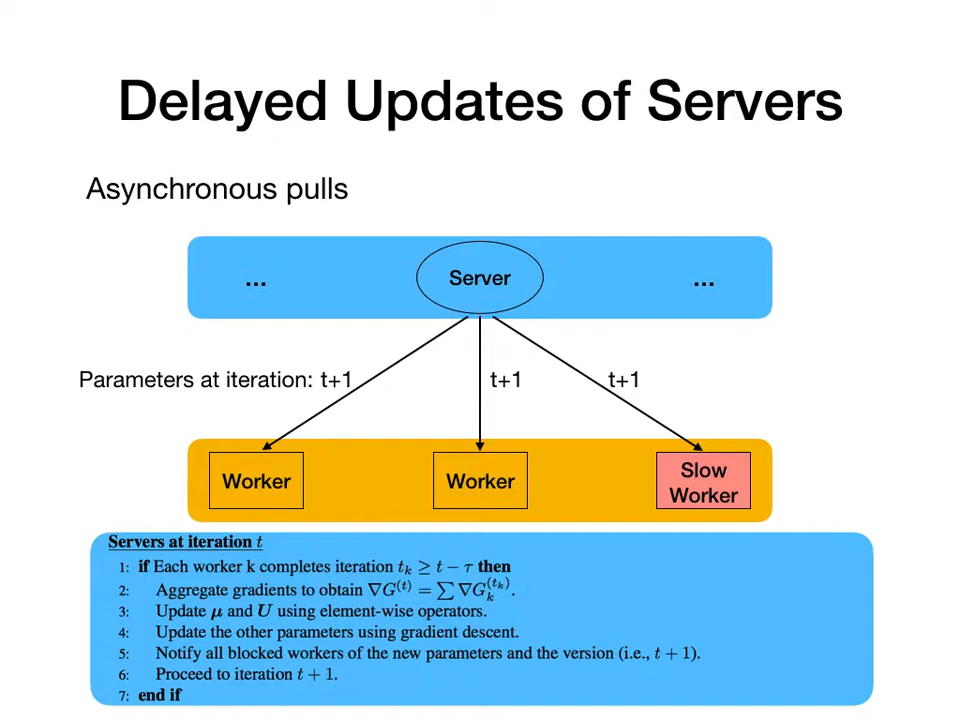 Delayed Updates of Servers
Asynchronous pulls
... Server ...
Parameters at iteration: t+1 t+1 t+1
Worker Worker Slow Worker
Servers at iteration t
1: if Each worker k completes iteration tₖ ≥ t − τ then
2: Aggregate gradients to obtain ∇G^(t) = ∑ ∇G_k^(t_k).
3: Update μ and U using element-wise operators.
4: Update the other parameters using gradient descent.
5: Notify all blocked workers of the new parameters and the version (i.e., t + 1).
6: Proceed to iteration t + 1.
7: end if